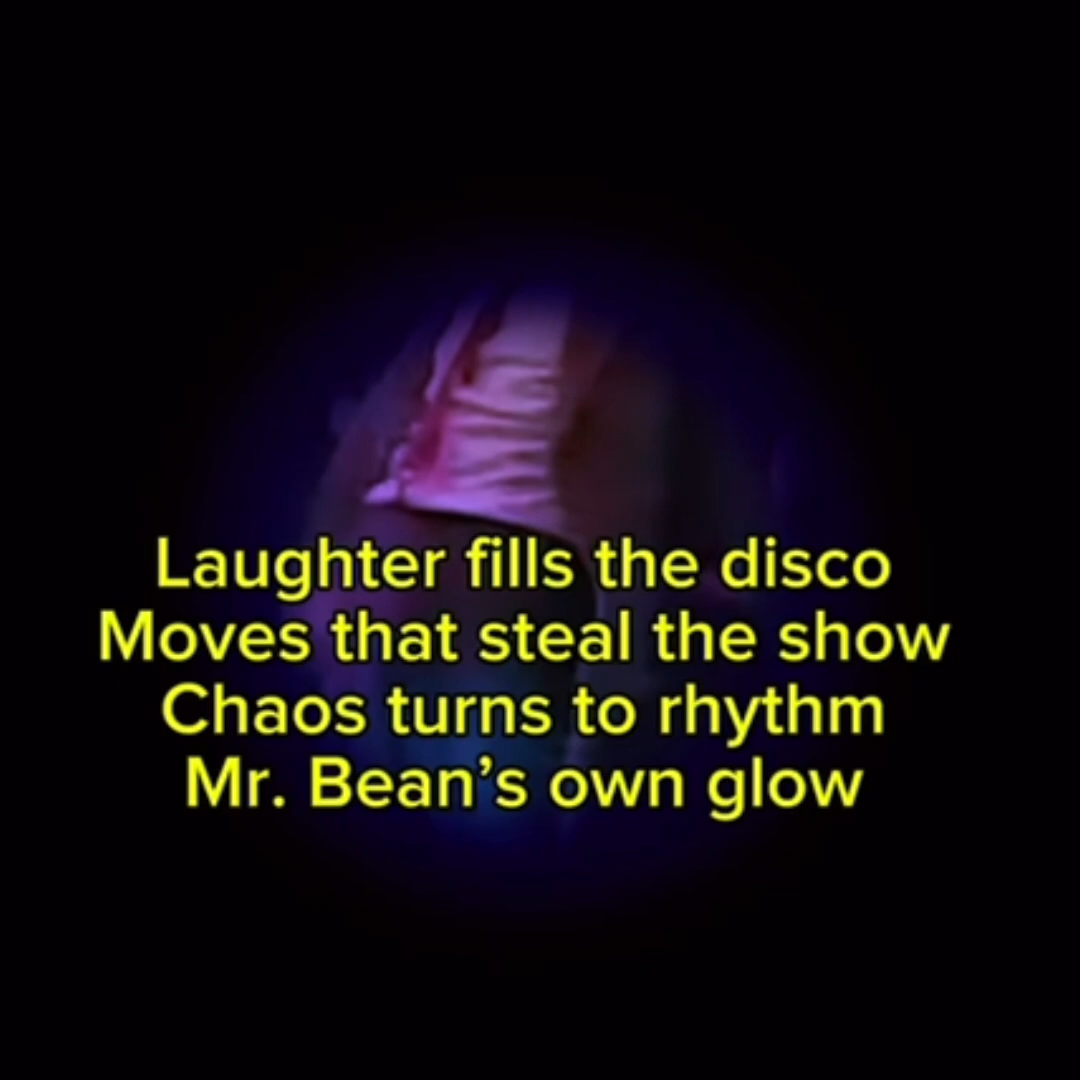 Laughter fills the disco
Moves that steal the show
Chaos turns to rhythm
Mr. Bean’s own glow